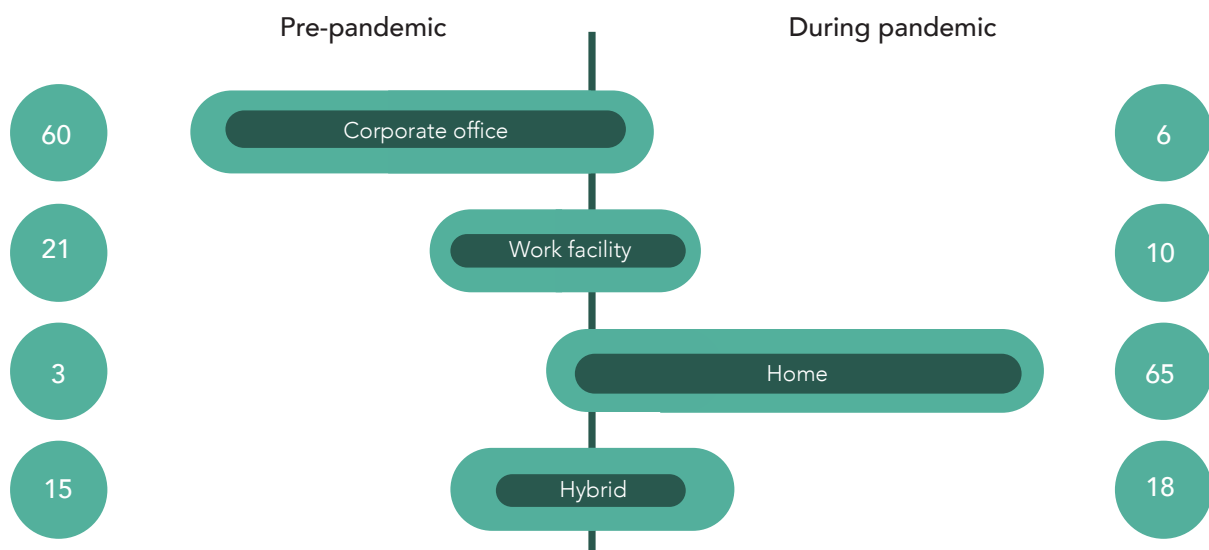 Pre-pandemic During pandemic
60 Corporate office 6
21 Work facility 10
3 Home 65
15 Hybrid 18